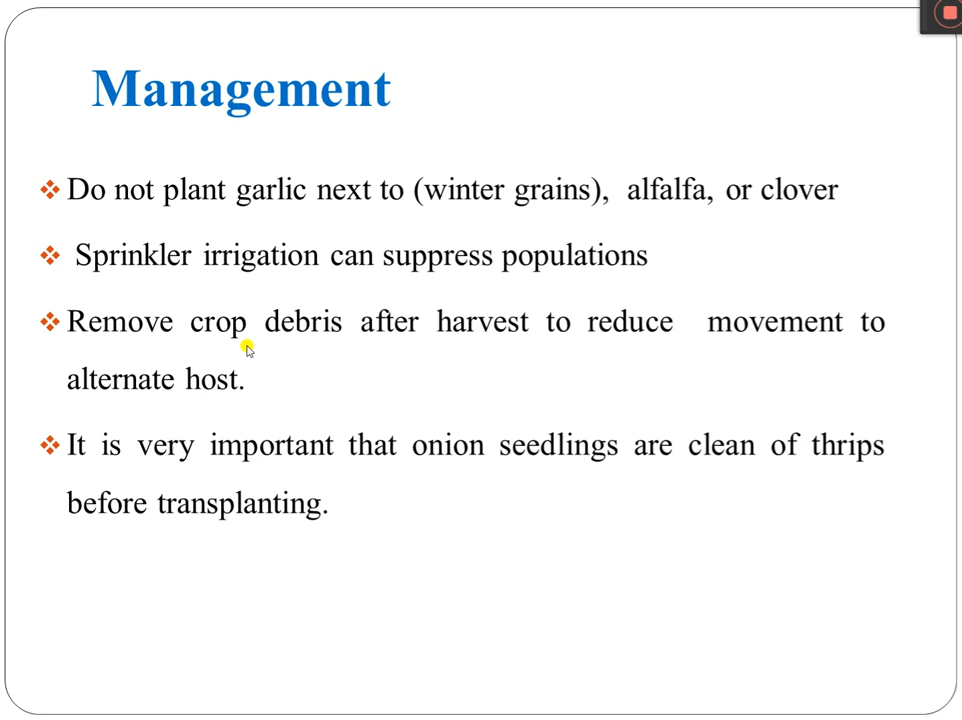 Management
Do not plant garlic next to (winter grains), alfalfa, or clover
Sprinkler irrigation can suppress populations
Remove crop debris after harvest to reduce movement to
alternate host.
It is very important that onion seedlings are clean of thrips
before transplanting.